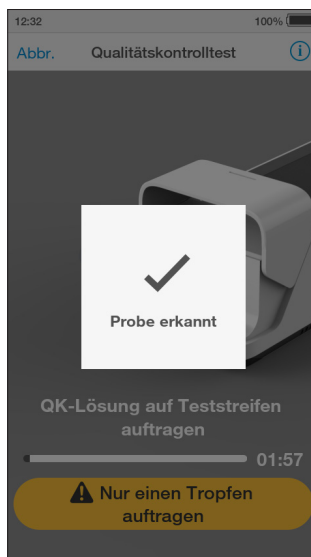 12:32 100%
Abbr. Qualitätskontrolltest i
Probe erkannt
QK-Lösung auf Teststreifen
auftragen
01:57
Nur einen Tropfen
auftragen